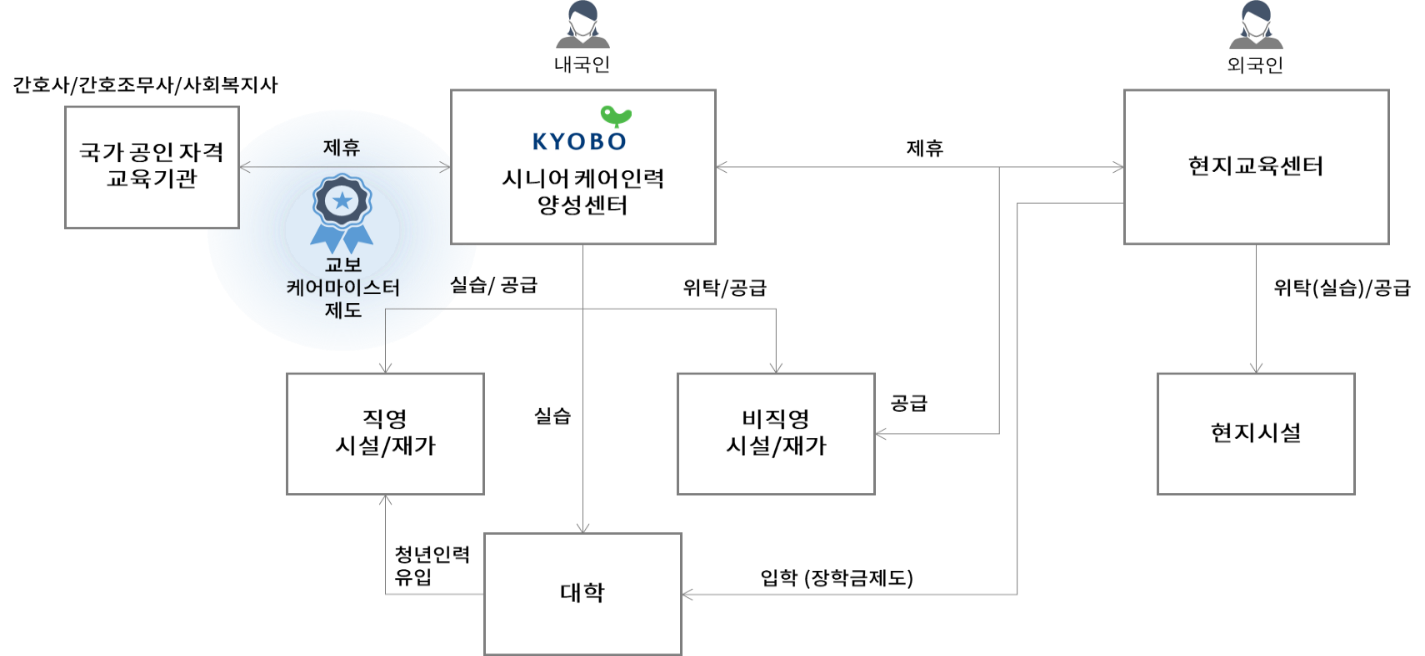 내국인
외국인
간호사/간호조무사/사회복지사
국가 공인 자격
교육기관
제휴
교보
케어마이스터
제도
KYOBO
시니어 케어인력
양성센터
제휴
현지교육센터
실습/ 공급
위탁/공급
위탁(실습)/공급
직영
시설/재가
실습
비직영
시설/재가
공급
현지시설
청년인력
유입
대학
입학 (장학금제도)